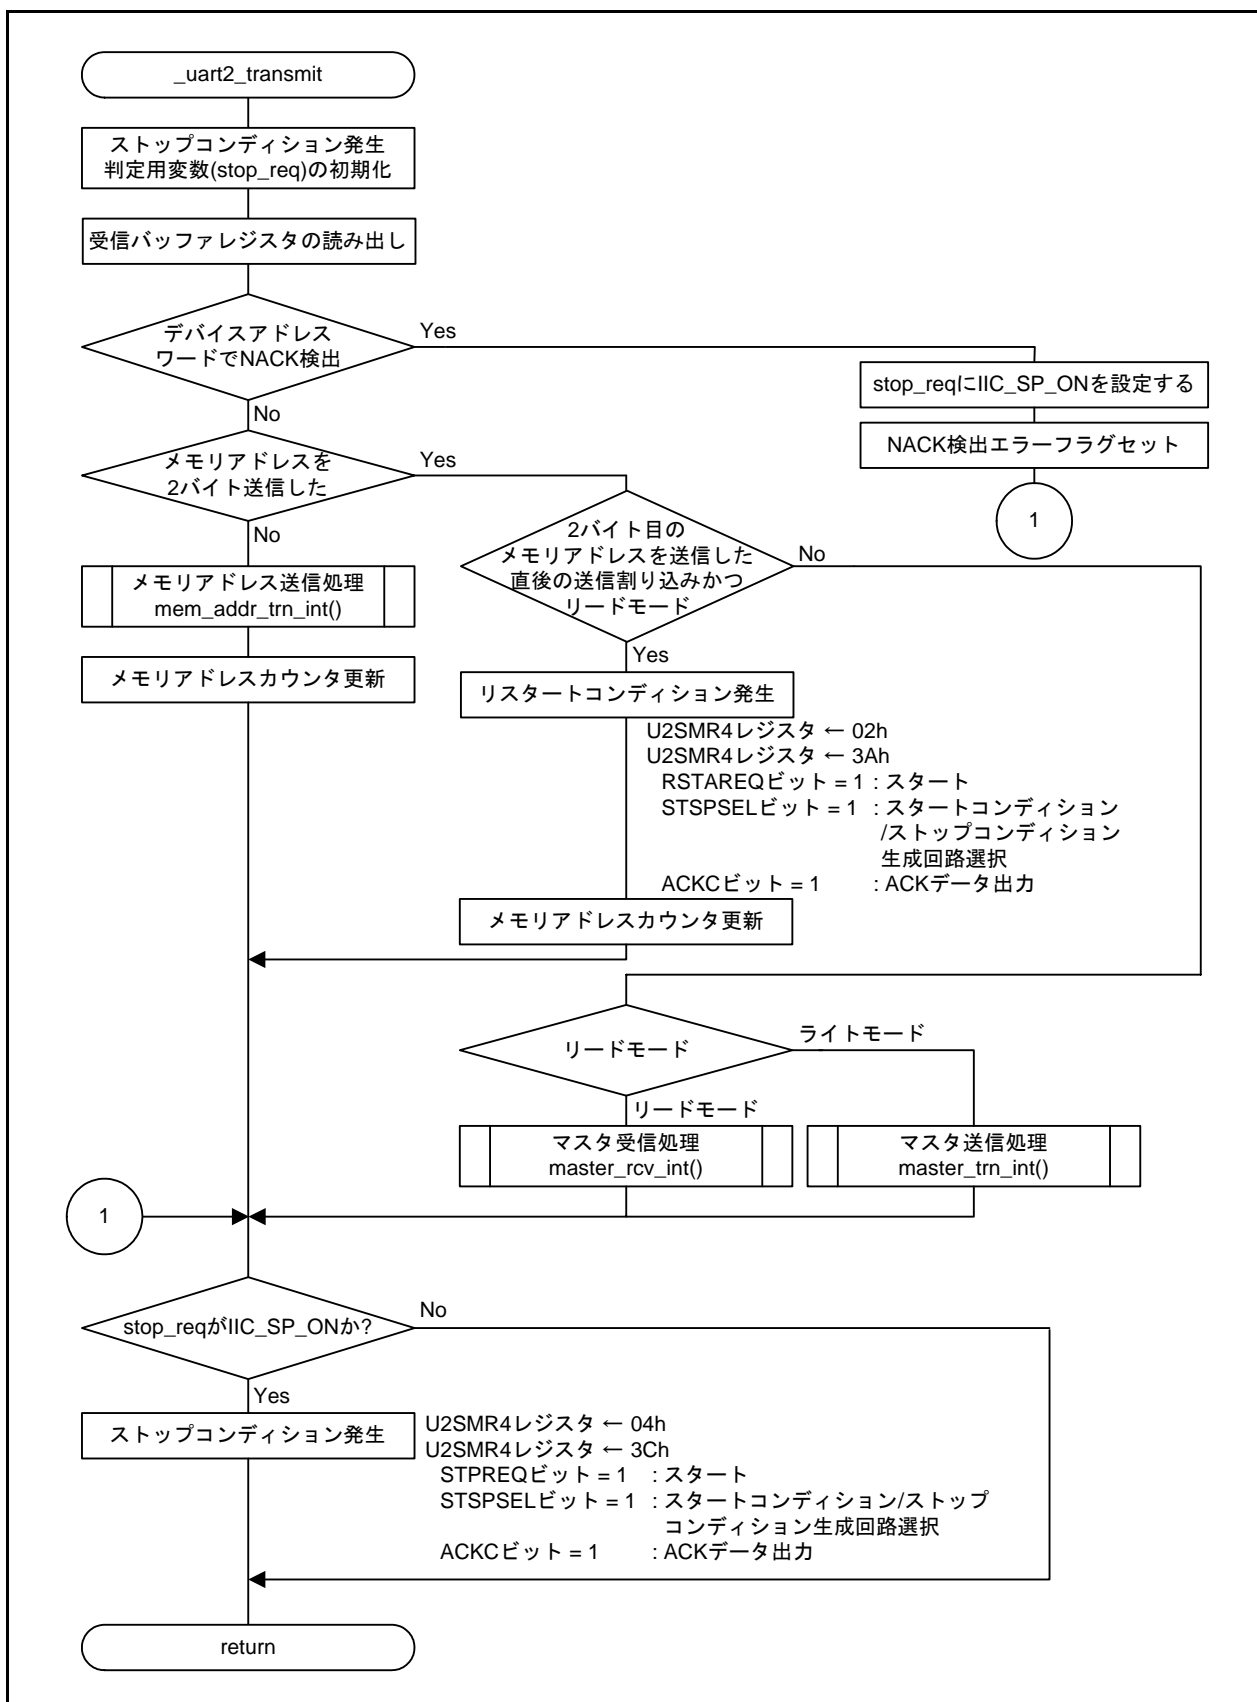 _uart2_transmit
ストップコンディション発生
判定用変数(stop_req)の初期化
受信バッファレジスタの読み出し
デバイスアドレス
ワードでNACK検出
Yes
No
stop_reqにIIC_SP_ONを設定する
NACK検出エラーフラグセット
1
メモリアドレスを
2バイト送信した
Yes
No
2バイト目の
メモリアドレスを送信した
直後の送信割り込みかつ
リードモード
No
Yes
メモリアドレス送信処理
mem_addr_trn_int()
メモリアドレスカウンタ更新
リスタートコンディション発生
U2SMR4レジスタ ← 02h
U2SMR4レジスタ ← 3Ah
RSTAREQビット = 1 : スタート
STSPSELビット = 1 : スタートコンディション
/ストップコンディション
生成回路選択
ACKCビット = 1 : ACKデータ出力
メモリアドレスカウンタ更新
リードモード
ライトモード
リードモード
マスタ受信処理
master_rcv_int()
マスタ送信処理
master_trn_int()
1
stop_reqがIIC_SP_ONか?
No
Yes
ストップコンディション発生
U2SMR4レジスタ ← 04h
U2SMR4レジスタ ← 3Ch
STPREQビット = 1 : スタート
STSPSELビット = 1 : スタートコンディション/ストップ
コンディション生成回路選択
ACKCビット = 1 : ACKデータ出力
return